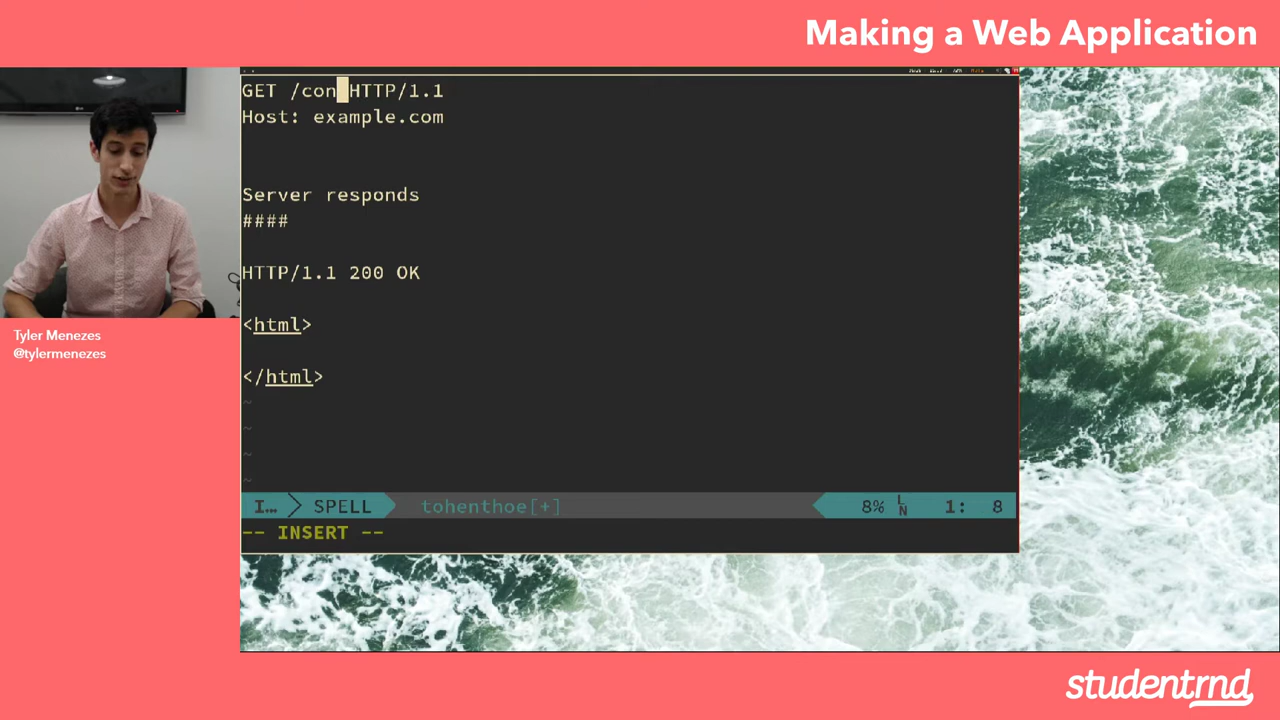 Making a Web Application
GET /con HTTP/1.1
Host: example.com
Server responds
####
HTTP/1.1 200 OK
<html>
</html>
~
~
~
~
I… SPELL tohenthoe[+] 8% LN 1: 8
-- INSERT --
Tyler Menezes
@tylermenezes
studentrnd